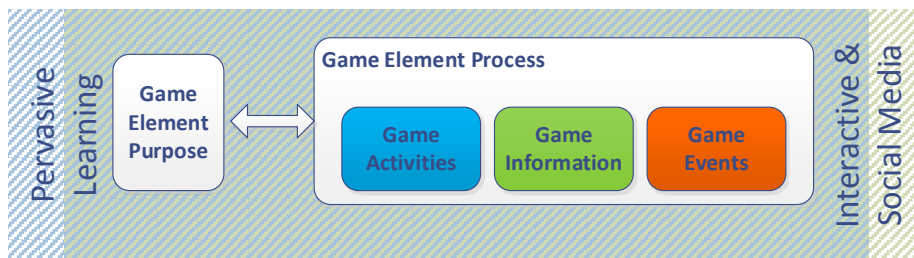 Pervasive
Learning
Game
Element
Purpose
Game Element Process
Game
Activities
Game
Information
Game
Events
Interactive &
Social Media